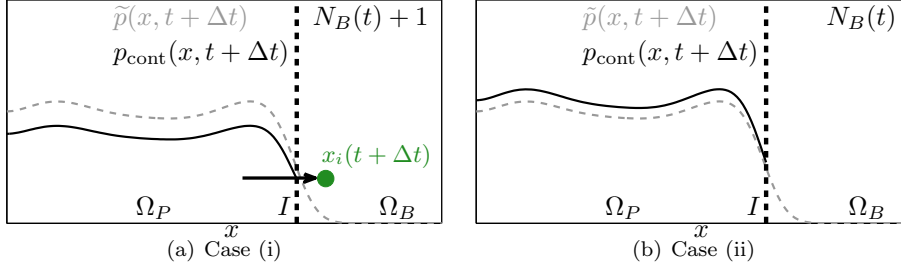 p̃(x, t + Δt)
N_B(t) + 1
p_cont(x, t + Δt)
x_i(t + Δt)
Ω_P
I
Ω_B
x
(a) Case (i)
p̃(x, t + Δt)
N_B(t)
p_cont(x, t + Δt)
Ω_P
I
Ω_B
x
(b) Case (ii)